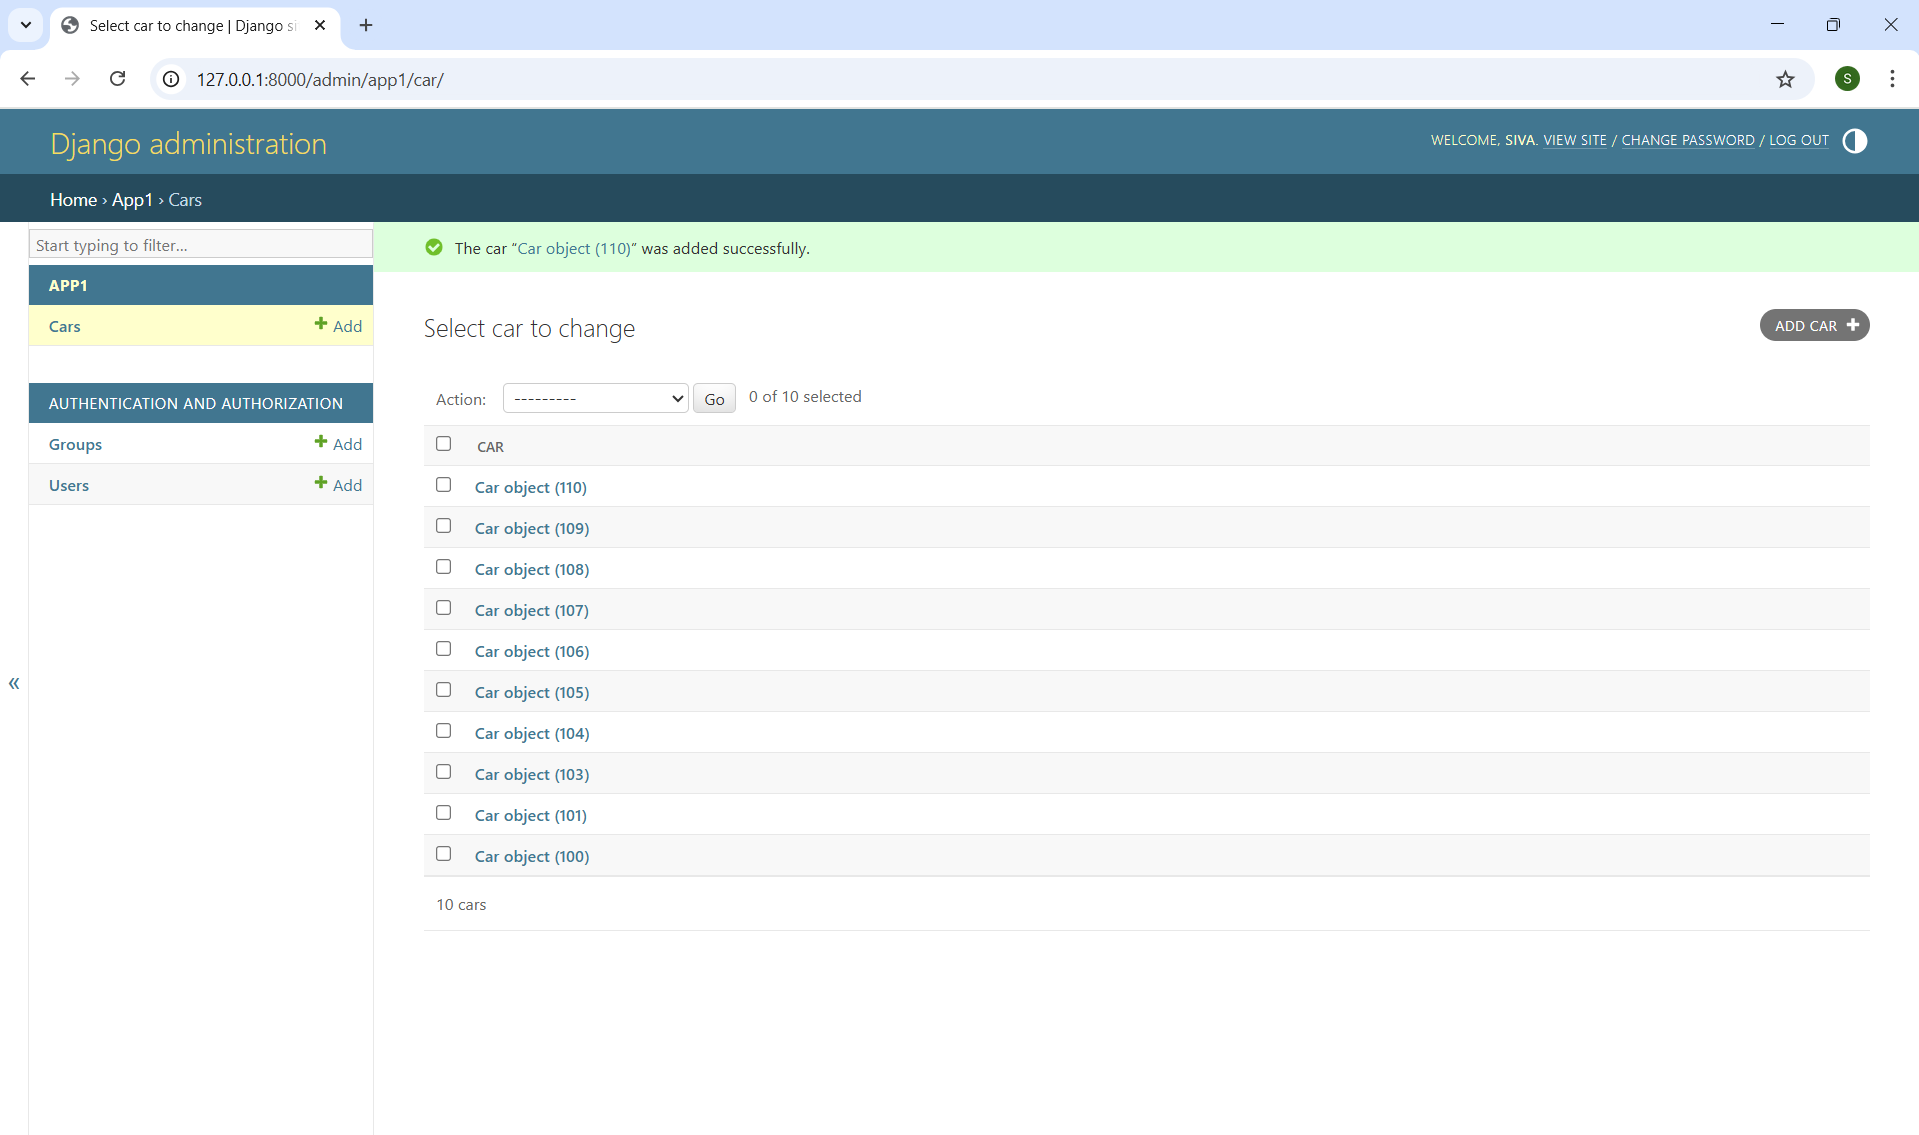 Select car to change | Django si
127.0.0.1:8000/admin/app1/car/
S
Django administration
WELCOME, SIVA. VIEW SITE / CHANGE PASSWORD / LOG OUT
Home › App1 › Cars
Start typing to filter...
APP1
Cars
Add
AUTHENTICATION AND AUTHORIZATION
Groups
Add
Users
Add
«
The car “Car object (110)” was added successfully.
Select car to change
ADD CAR
Action:
---------
Go
0 of 10 selected
CAR
Car object (110)
Car object (109)
Car object (108)
Car object (107)
Car object (106)
Car object (105)
Car object (104)
Car object (103)
Car object (101)
Car object (100)
10 cars